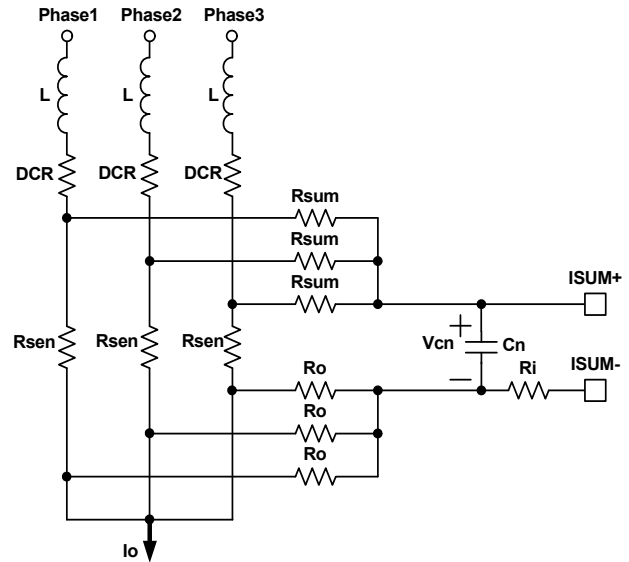 Phase1 Phase2 Phase3
L L L
DCR DCR DCR
Rsum
Rsum
Rsum
ISUM+
Rsen Rsen Rsen
Vcn Cn
Ro
Ri
ISUM-
Ro
Ro
Io